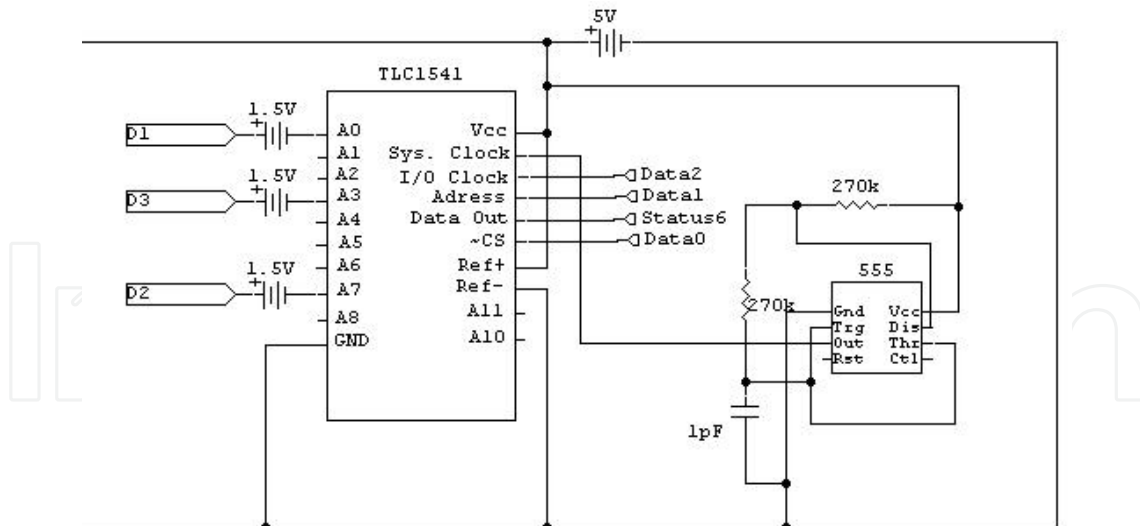 5V
TLC1541
1.5V
D1
A0
Vcc
A1
Sys. Clock
A2
I/O Clock
Data2
1.5V
D3
A3
Adress
Data1
270k
A4
Data Out
Status6
A5
~CS
Data0
1.5V
A6
Ref+
555
D2
A7
Ref-
270k
A8
A11
Gnd
Vcc
Trg
Dis
GND
A10
Out
Thr
Rst
Ctl
1pF